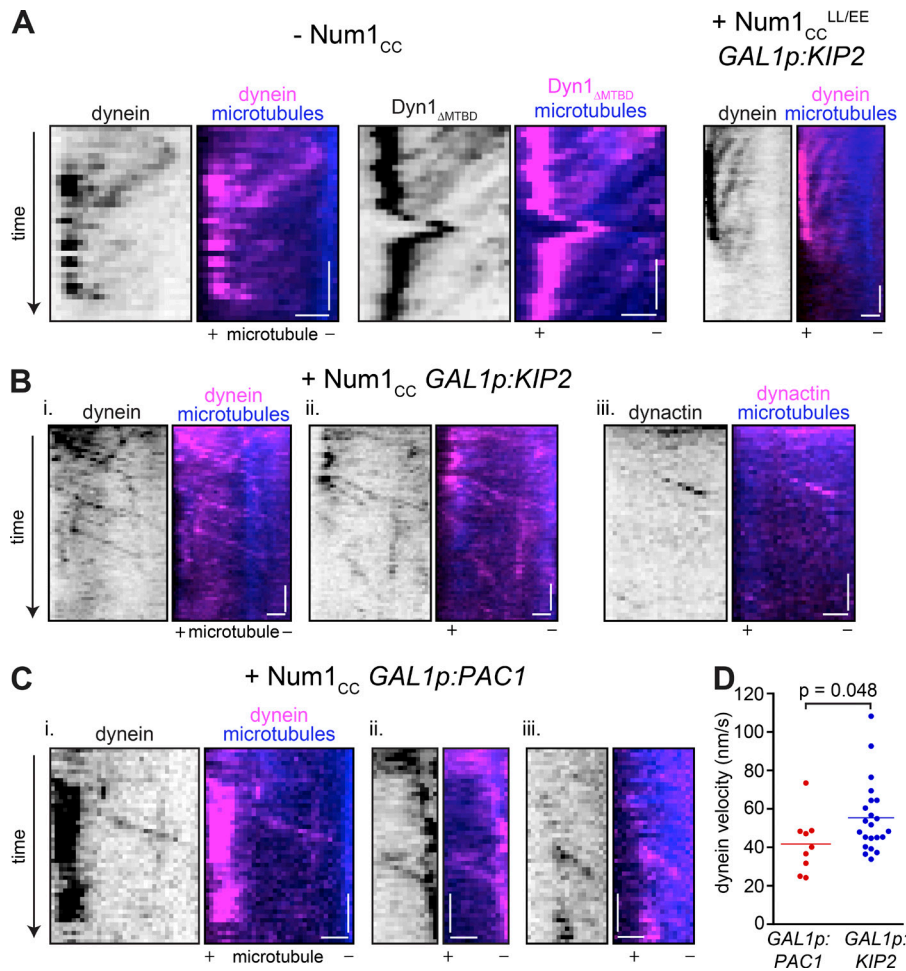 A
- Num1CC
+ Num1CC LL/EE
GAL1p:KIP2
dynein
dynein
microtubules
Dyn1ΔMTBD
Dyn1ΔMTBD
microtubules
dynein
dynein
microtubules
time
+ microtubule –
+ –
+ –
B
+ Num1CC GAL1p:KIP2
i.
dynein
dynein
microtubules
ii.
iii.
dynactin
dynactin
microtubules
time
+ microtubule –
+ –
+ –
C
+ Num1CC GAL1p:PAC1
i.
dynein
dynein
microtubules
ii.
iii.
time
+ microtubule –
+ –
+ –
D
p = 0.048
dynein velocity (nm/s)
120
100
80
60
40
20
0
GAL1p:
PAC1
GAL1p:
KIP2